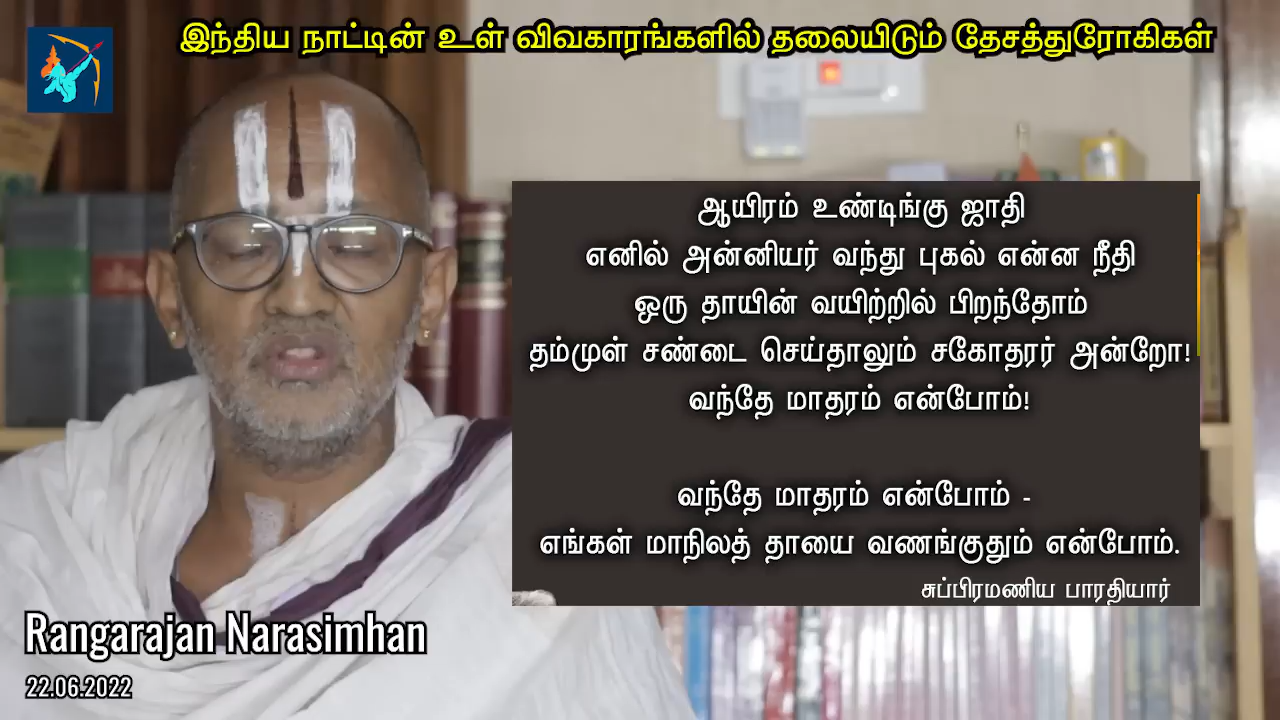 இந்திய நாட்டின் உள் விவகாரங்களில் தலையிடும் தேசத்துரோகிகள்
ஆயிரம் உண்டிங்கு ஜாதி
எனில் அன்னியர் வந்து புகல் என்ன நீதி
ஒரு தாயின் வயிற்றில் பிறந்தோம்
தம்முள் சண்டை செய்தாலும் சகோதரர் அன்றோ!
வந்தே மாதரம் என்போம்!
வந்தே மாதரம் என்போம் -
எங்கள் மாநிலத் தாயை வணங்குதும் என்போம்.
சுப்பிரமணிய பாரதியார்
Rangarajan Narasimhan
22.06.2022